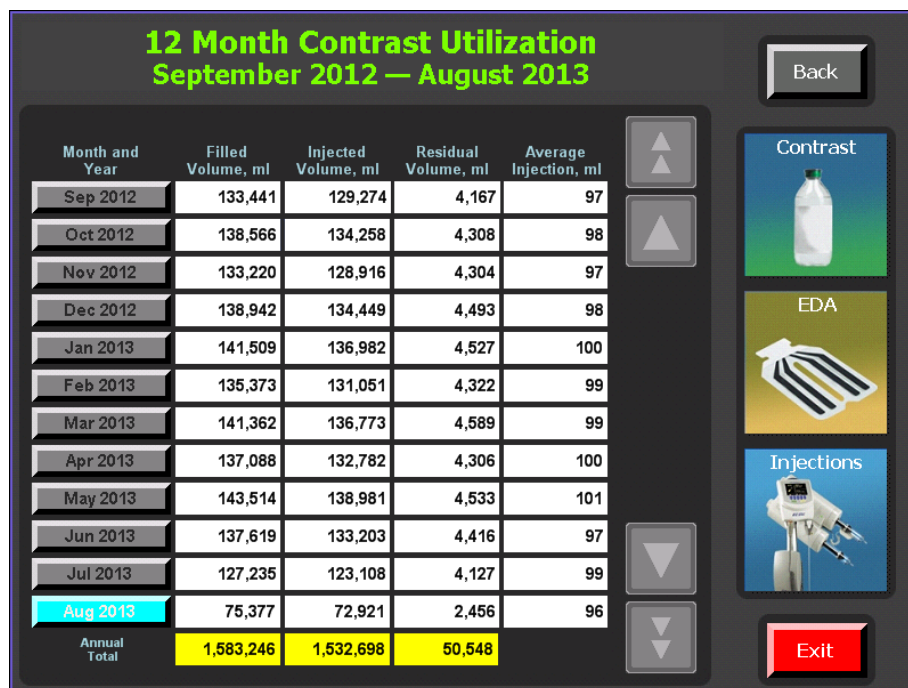 12 Month Contrast Utilization
September 2012 — August 2013
Back
Month and Year Filled Volume, ml Injected Volume, ml Residual Volume, ml Average Injection, ml
Sep 2012 133,441 129,274 4,167 97
Oct 2012 138,566 134,258 4,308 98
Nov 2012 133,220 128,916 4,304 97
Dec 2012 138,942 134,449 4,493 98
Jan 2013 141,509 136,982 4,527 100
Feb 2013 135,373 131,051 4,322 99
Mar 2013 141,362 136,773 4,589 99
Apr 2013 137,088 132,782 4,306 100
May 2013 143,514 138,981 4,533 101
Jun 2013 137,619 133,203 4,416 97
Jul 2013 127,235 123,108 4,127 99
Aug 2013 75,377 72,921 2,456 96
Annual Total 1,583,246 1,532,698 50,548
Contrast
EDA
Injections
Exit